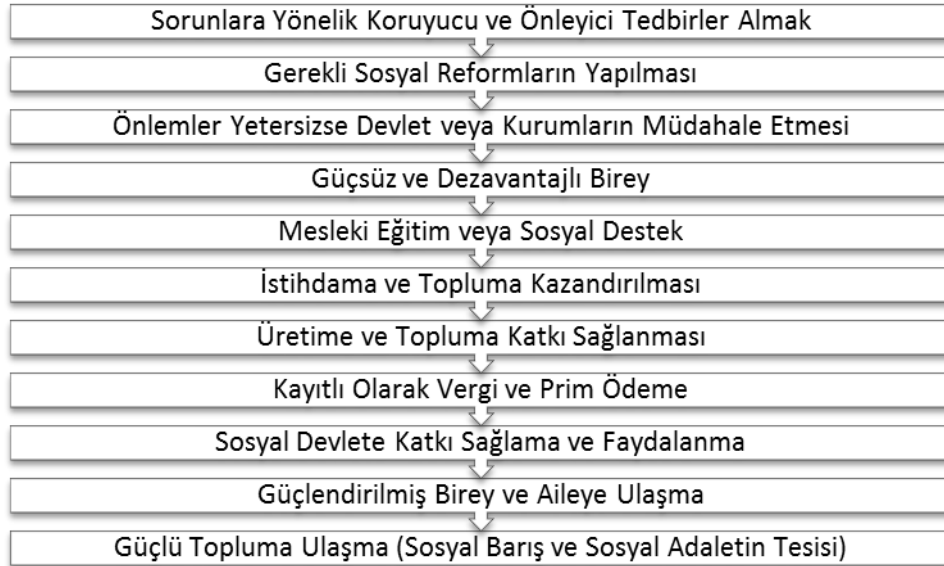 Sorunlara Yönelik Koruyucu ve Önleyici Tedbirler Almak
Gerekli Sosyal Reformların Yapılması
Önlemler Yetersizse Devlet veya Kurumların Müdahale Etmesi
Güçsüz ve Dezavantajlı Birey
Mesleki Eğitim veya Sosyal Destek
İstihdama ve Topluma Kazandırılması
Üretime ve Topluma Katkı Sağlanması
Kayıtlı Olarak Vergi ve Prim Ödeme
Sosyal Devlete Katkı Sağlama ve Faydalanma
Güçlendirilmiş Birey ve Aileye Ulaşma
Güçlü Topluma Ulaşma (Sosyal Barış ve Sosyal Adaletin Tesisi)